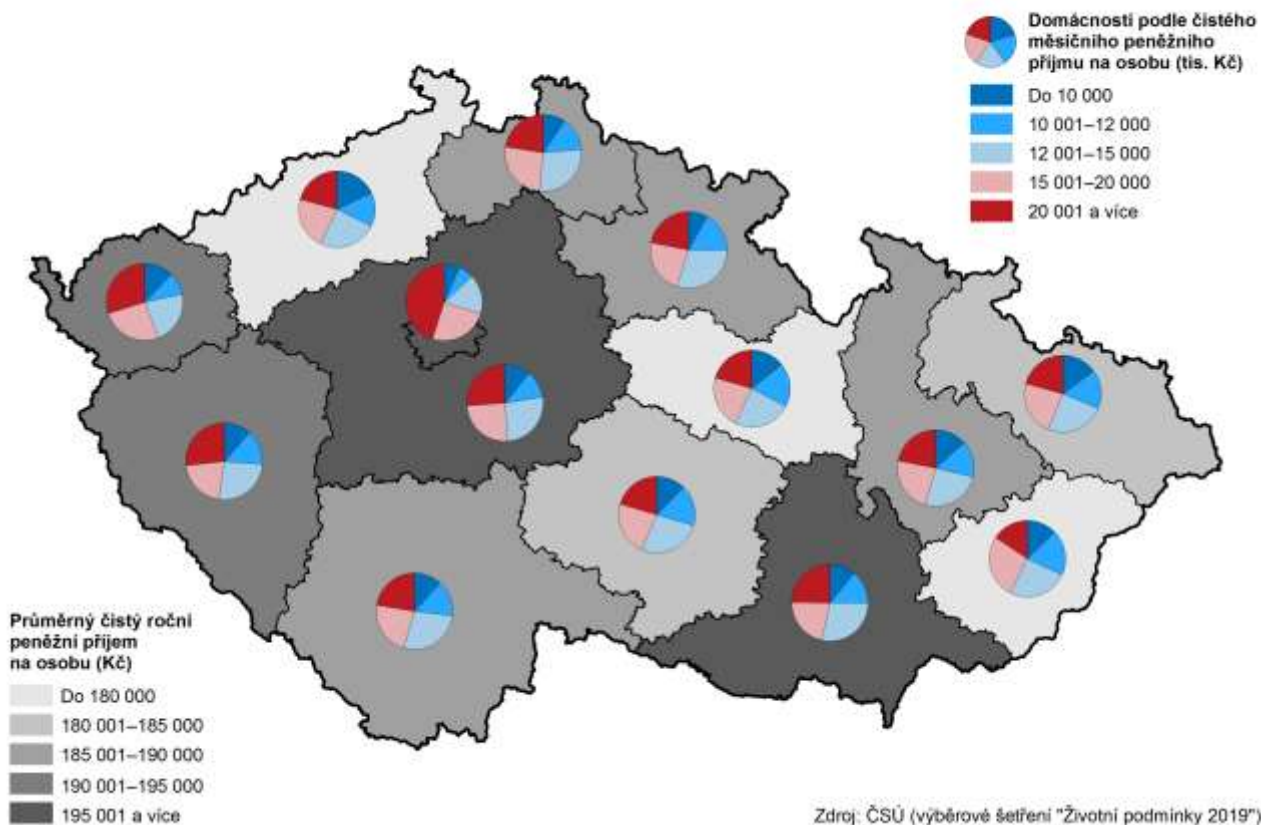 Domácnosti podle čistého
měsíčního peněžního
příjmu na osobu (tis. Kč)
Do 10 000
10 001–12 000
12 001–15 000
15 001–20 000
20 001 a více
Průměrný čistý roční
peněžní příjem
na osobu (Kč)
Do 180 000
180 001–185 000
185 001–190 000
190 001–195 000
195 001 a více
Zdroj: ČSÚ (výběrové šetření "Životní podmínky 2019")